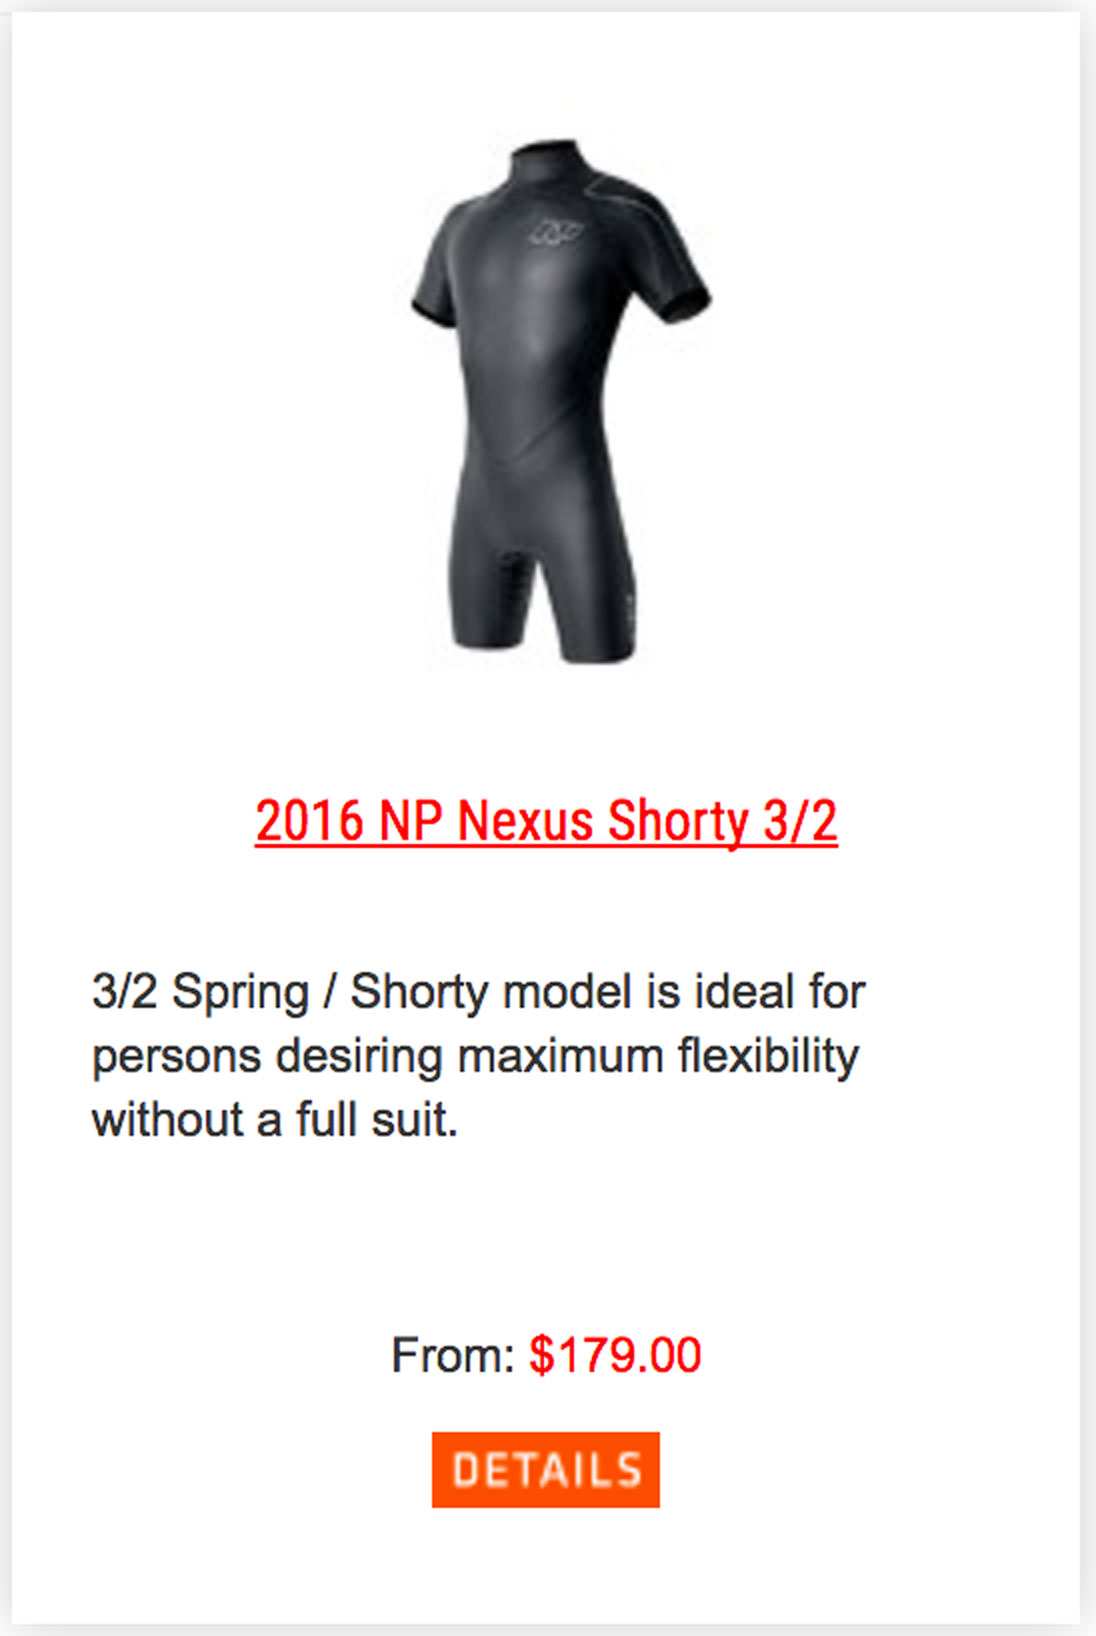 NP
2016 NP Nexus Shorty 3/2
3/2 Spring / Shorty model is ideal for
persons desiring maximum flexibility
without a full suit.
From: $179.00
DETAILS